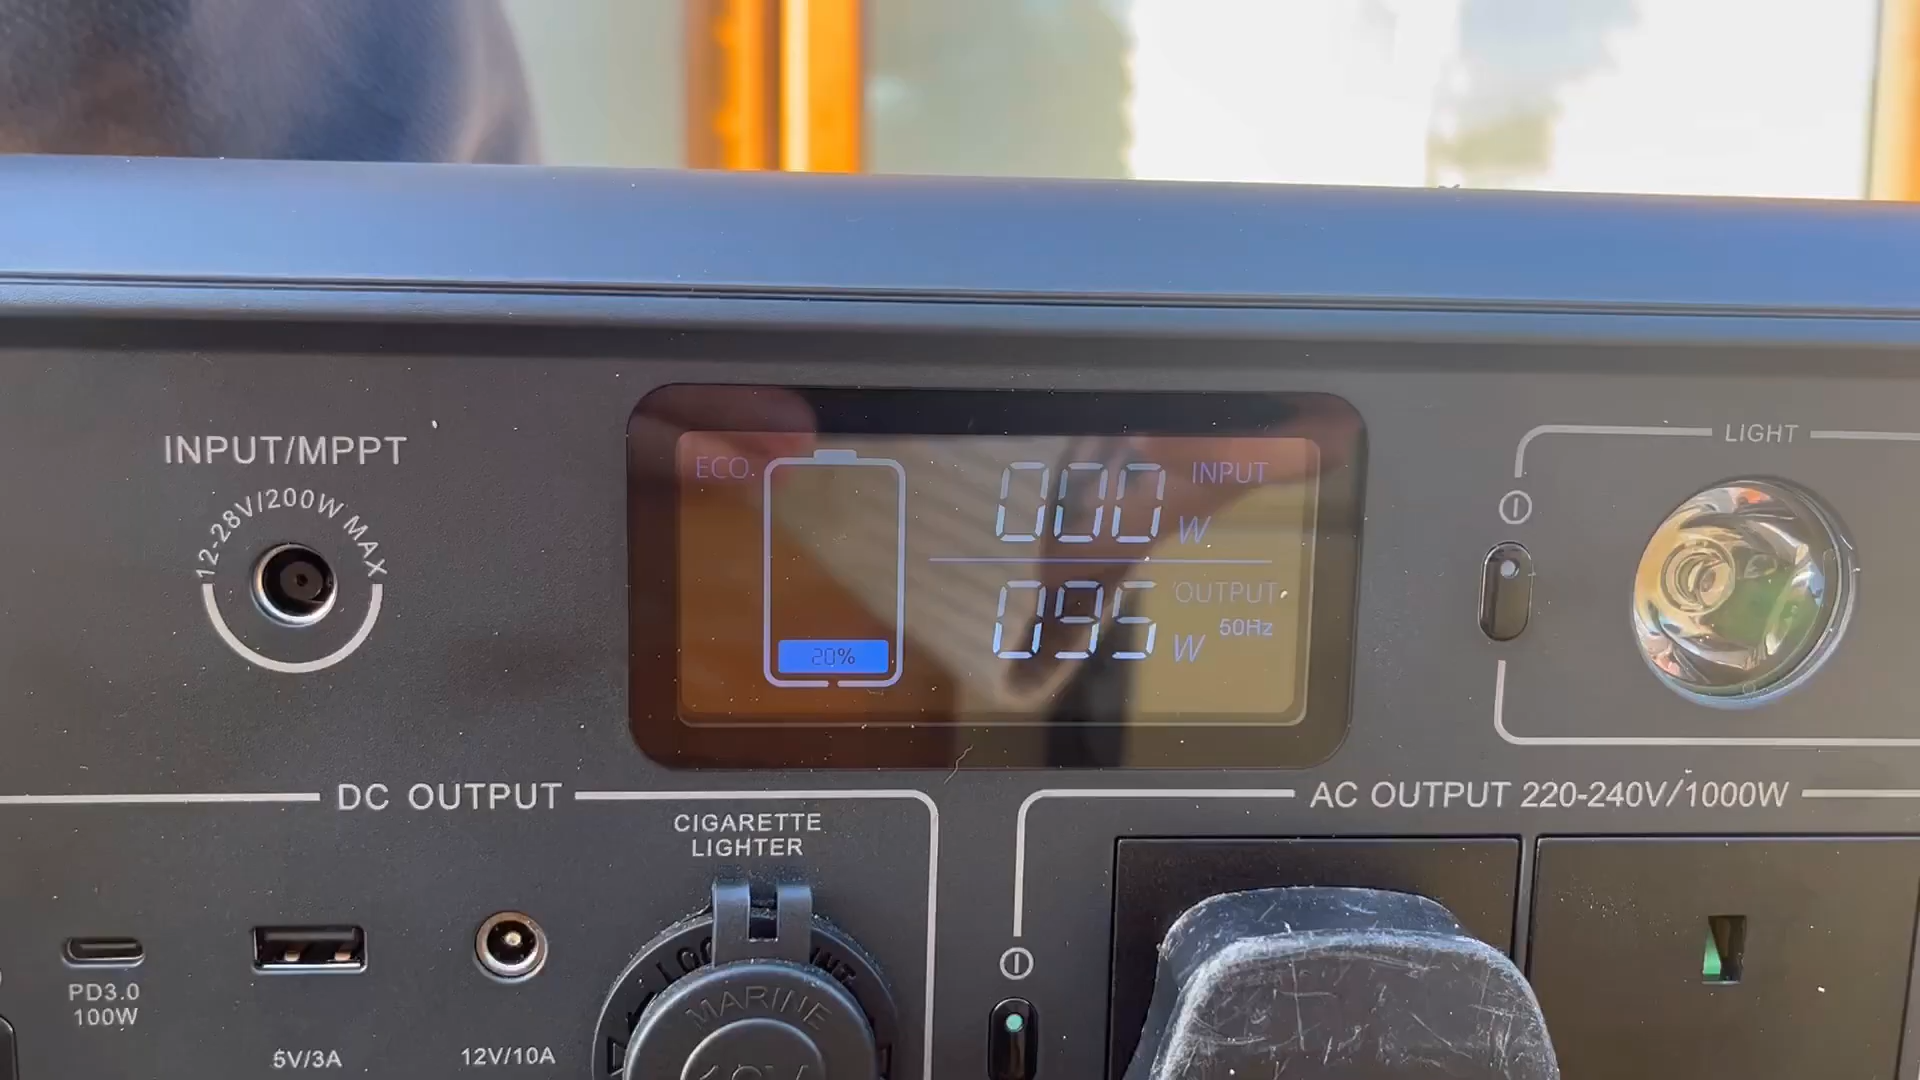 INPUT/MPPT
12-28V/200W MAX
ECO
20%
000 W INPUT
095 W OUTPUT
50Hz
LIGHT
DC OUTPUT
CIGARETTE
LIGHTER
AC OUTPUT 220-240V/1000W
PD3.0
100W
5V/3A
12V/10A
MARINE